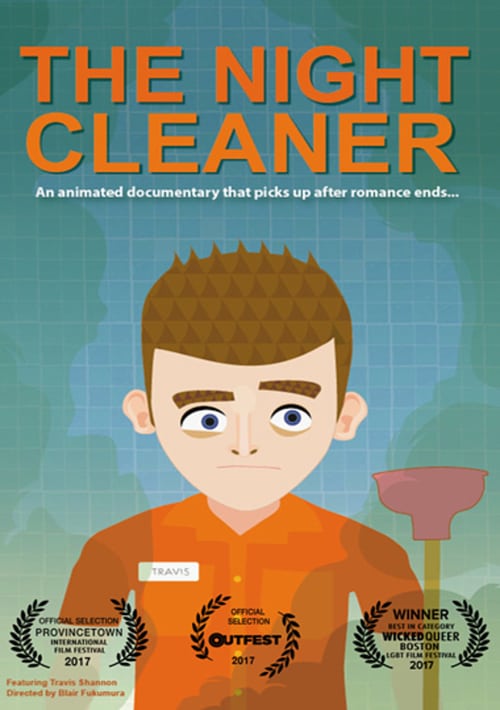 THE NIGHT
CLEANER
An animated documentary that picks up after romance ends...
TRAVIS
OFFICIAL SELECTION
PROVINCETOWN
INTERNATIONAL
FILM FESTIVAL
2017
OFFICIAL
SELECTION
OUTFEST
2017
WINNER
BEST IN CATEGORY
WICKED QUEER
BOSTON
LGBT FILM FESTIVAL
2017
Featuring Travis Shannon
Directed by Blair Fukumura